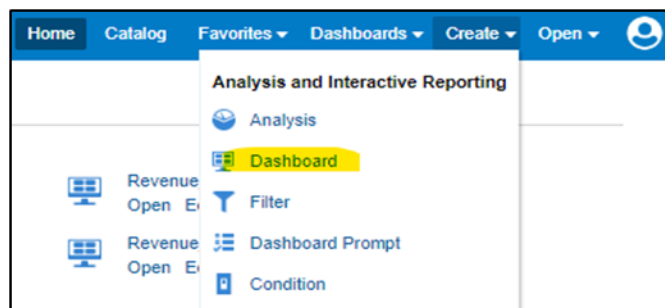 Home Catalog Favorites Dashboards Create Open
Analysis and Interactive Reporting
Analysis
Dashboard
Revenue
Open
Filter
Revenue
Dashboard Prompt
Open
Condition